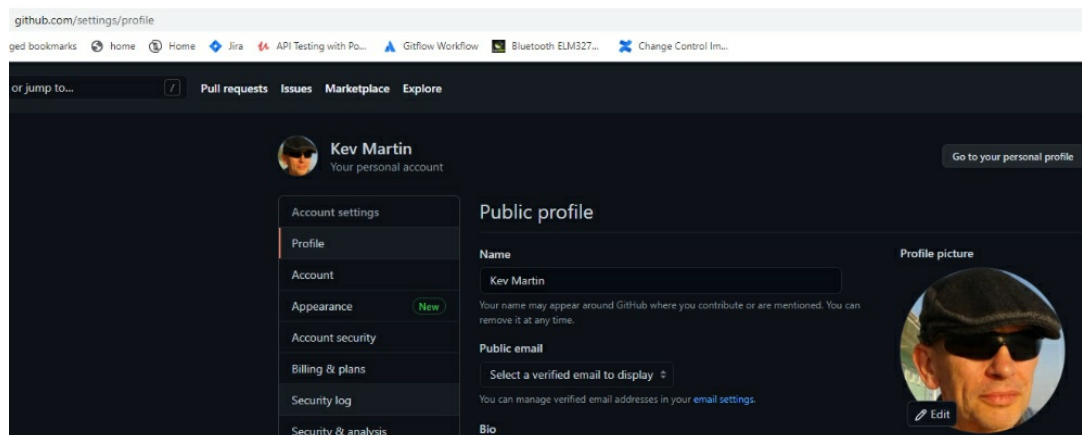 github.com/settings/profile
ged bookmarks home Home Jira API Testing with Po... Gitflow Workflow Bluetooth ELM327... Change Control Im...
or jump to... / Pull requests Issues Marketplace Explore
Kev Martin
Your personal account
Go to your personal profile
Account settings
Profile
Account
Appearance New
Account security
Billing & plans
Security log
Security & analysis
Public profile
Name
Kev Martin
Your name may appear around GitHub where you contribute or are mentioned. You can
remove it at any time.
Public email
Select a verified email to display
You can manage verified email addresses in your email settings.
Bio
Profile picture
Edit